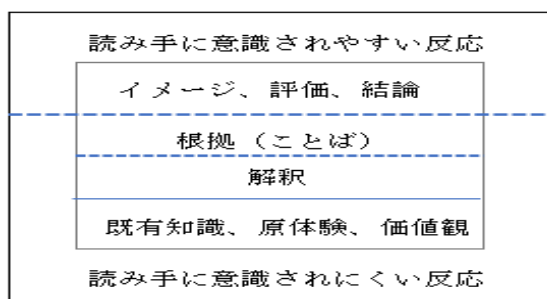 読み手に意識されやすい反応
イメージ、評価、結論
根拠（ことば）
解釈
既有知識、原体験、価値観
読み手に意識されにくい反応